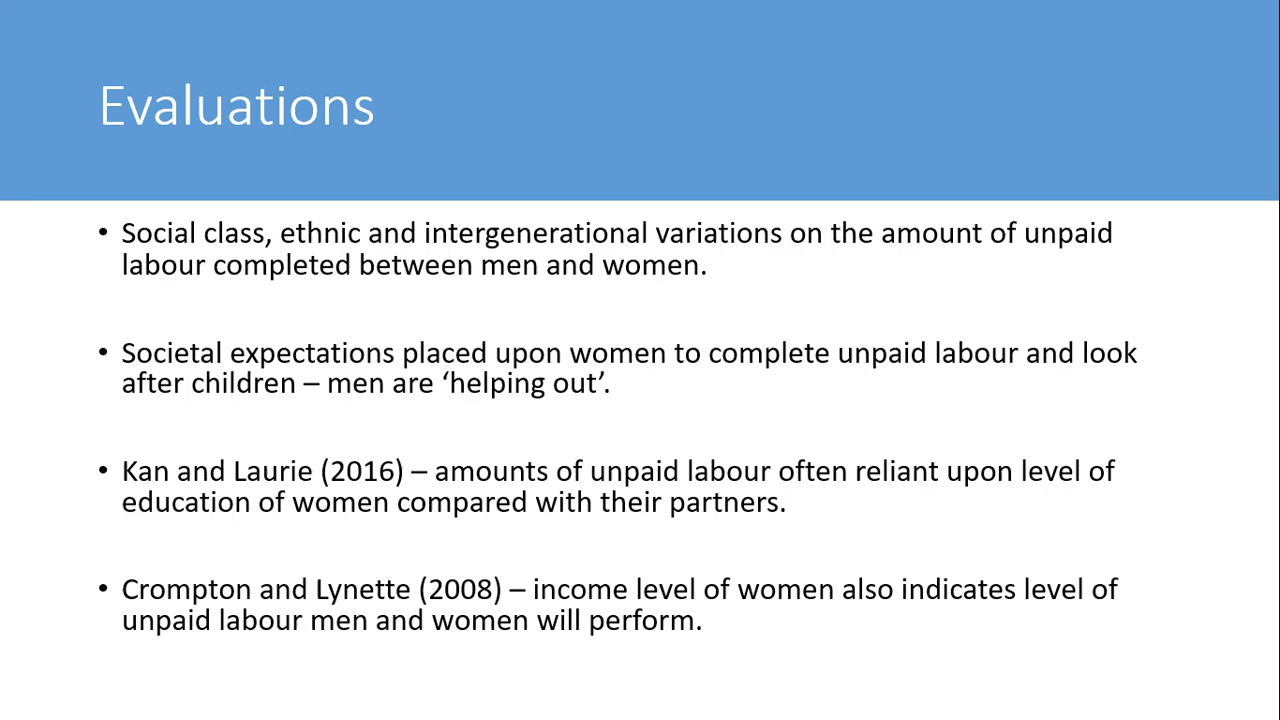 Evaluations
• Social class, ethnic and intergenerational variations on the amount of unpaid
labour completed between men and women.
• Societal expectations placed upon women to complete unpaid labour and look
after children – men are ‘helping out’.
• Kan and Laurie (2016) – amounts of unpaid labour often reliant upon level of
education of women compared with their partners.
• Crompton and Lynette (2008) – income level of women also indicates level of
unpaid labour men and women will perform.